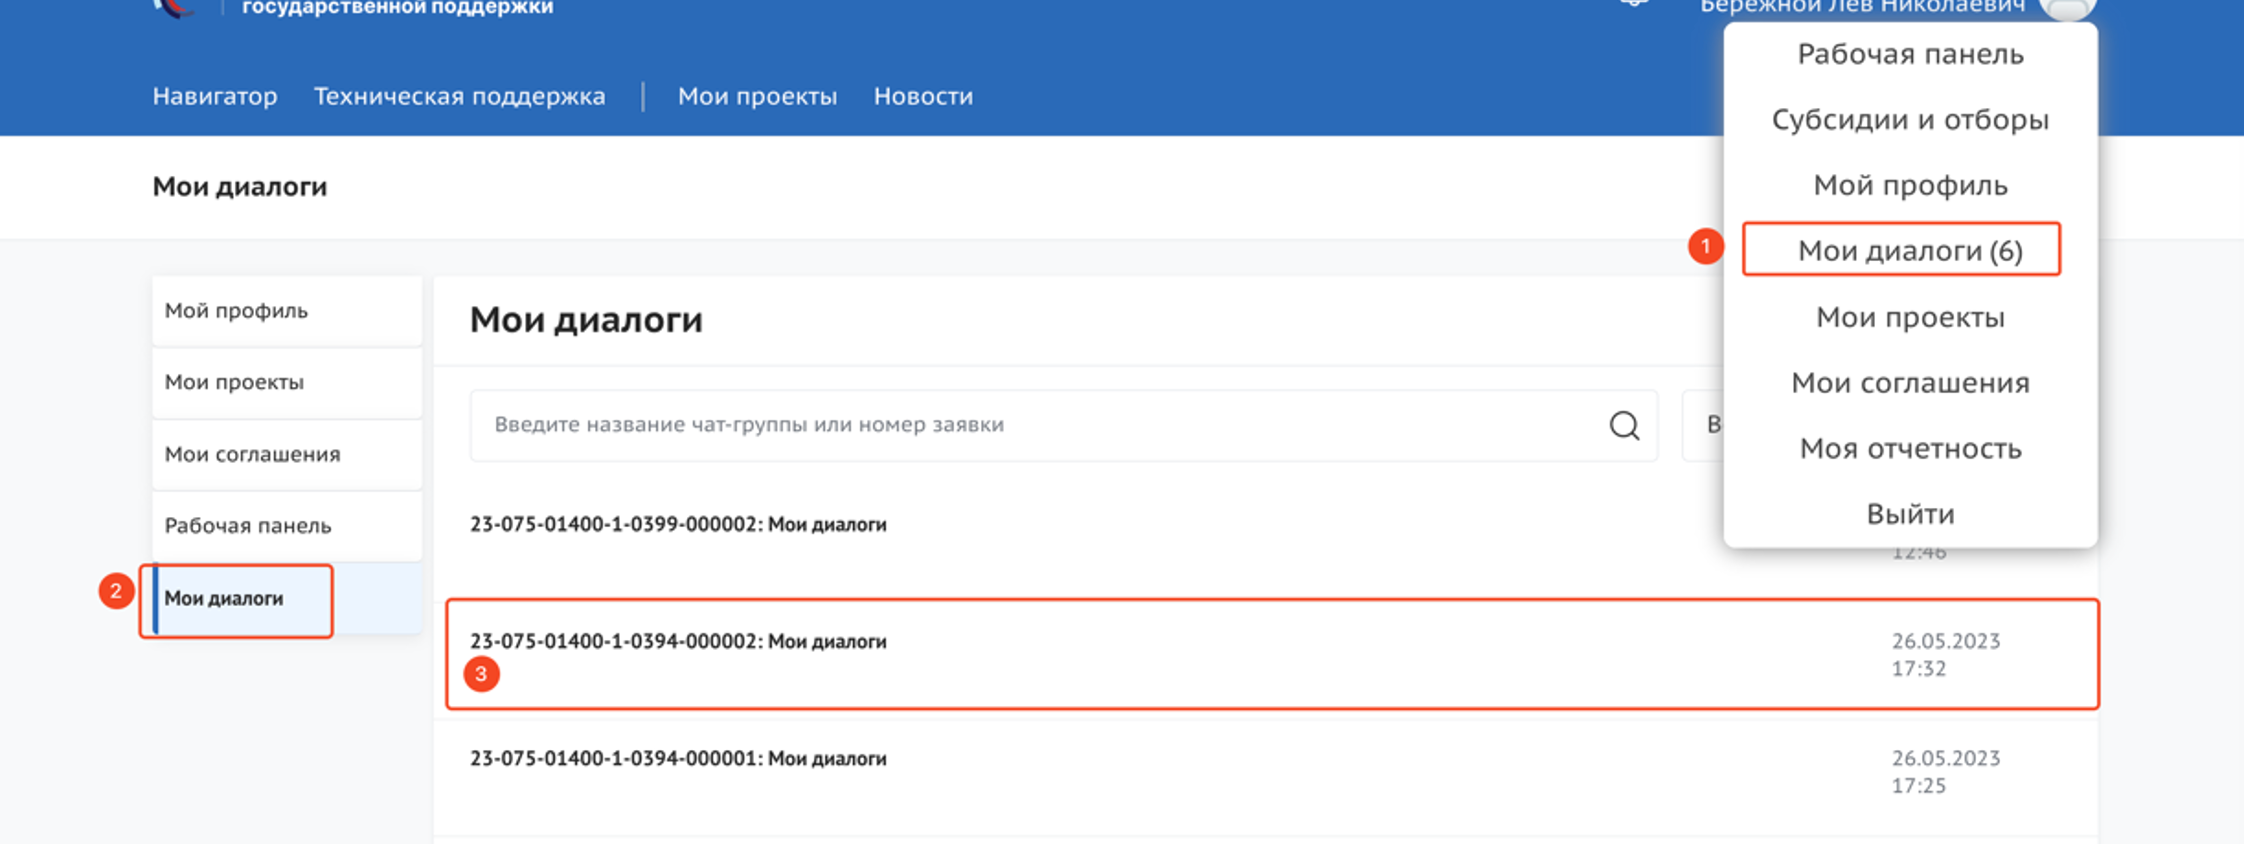 государственной поддержки
Бережной Лев Николаевич
Навигатор Техническая поддержка Мои проекты Новости
Рабочая панель
Субсидии и отборы
Мой профиль
1 Мои диалоги (6)
Мои проекты
Мои соглашения
Моя отчетность
Выйти
Мои диалоги
Мой профиль
Мои проекты
Мои соглашения
Рабочая панель
2 Мои диалоги
Мои диалоги
Введите название чат-группы или номер заявки
23-075-01400-1-0399-000002: Мои диалоги
12:46
23-075-01400-1-0394-000002: Мои диалоги
26.05.2023
17:32
3
23-075-01400-1-0394-000001: Мои диалоги
26.05.2023
17:25